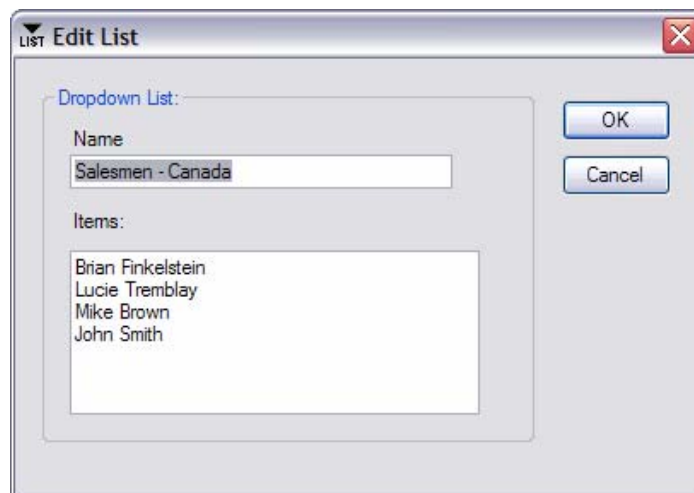 LIST Edit List
Dropdown List:
OK
Name
Salesmen - Canada
Cancel
Items:
Brian Finkelstein
Lucie Tremblay
Mike Brown
John Smith